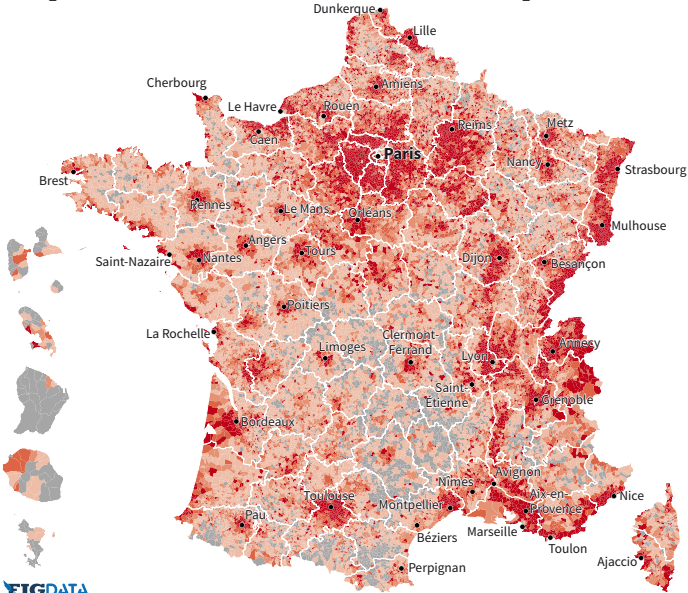 Dunkerque
Lille
Cherbourg
Amiens
Le Havre
Rouen
Caen
Reims
Metz
Paris
Nancy
Strasbourg
Brest
Rennes
Le Mans
Orléans
Mulhouse
Angers
Tours
Dijon
Besançon
Saint-Nazaire
Nantes
Poitiers
La Rochelle
Limoges
Clermont-
Ferrand
Lyon
Annecy
Saint-
Étienne
Grenoble
Bordeaux
Avignon
Nîmes
Aix-en-
Provence
Nice
Toulouse
Montpellier
Pau
Marseille
Béziers
Toulon
Ajaccio
Perpignan
FIGDATA